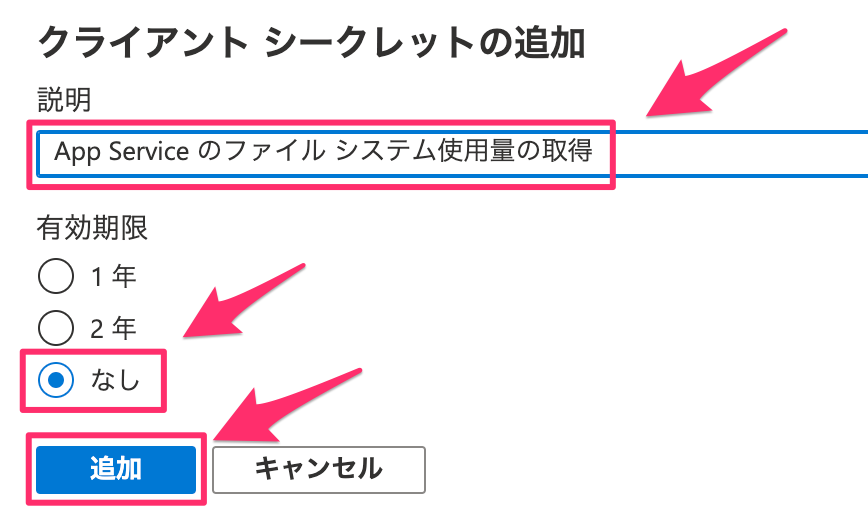 クライアント シークレットの追加
説明
App Service のファイル システム使用量の取得
有効期限
1 年
2 年
なし
追加 キャンセル